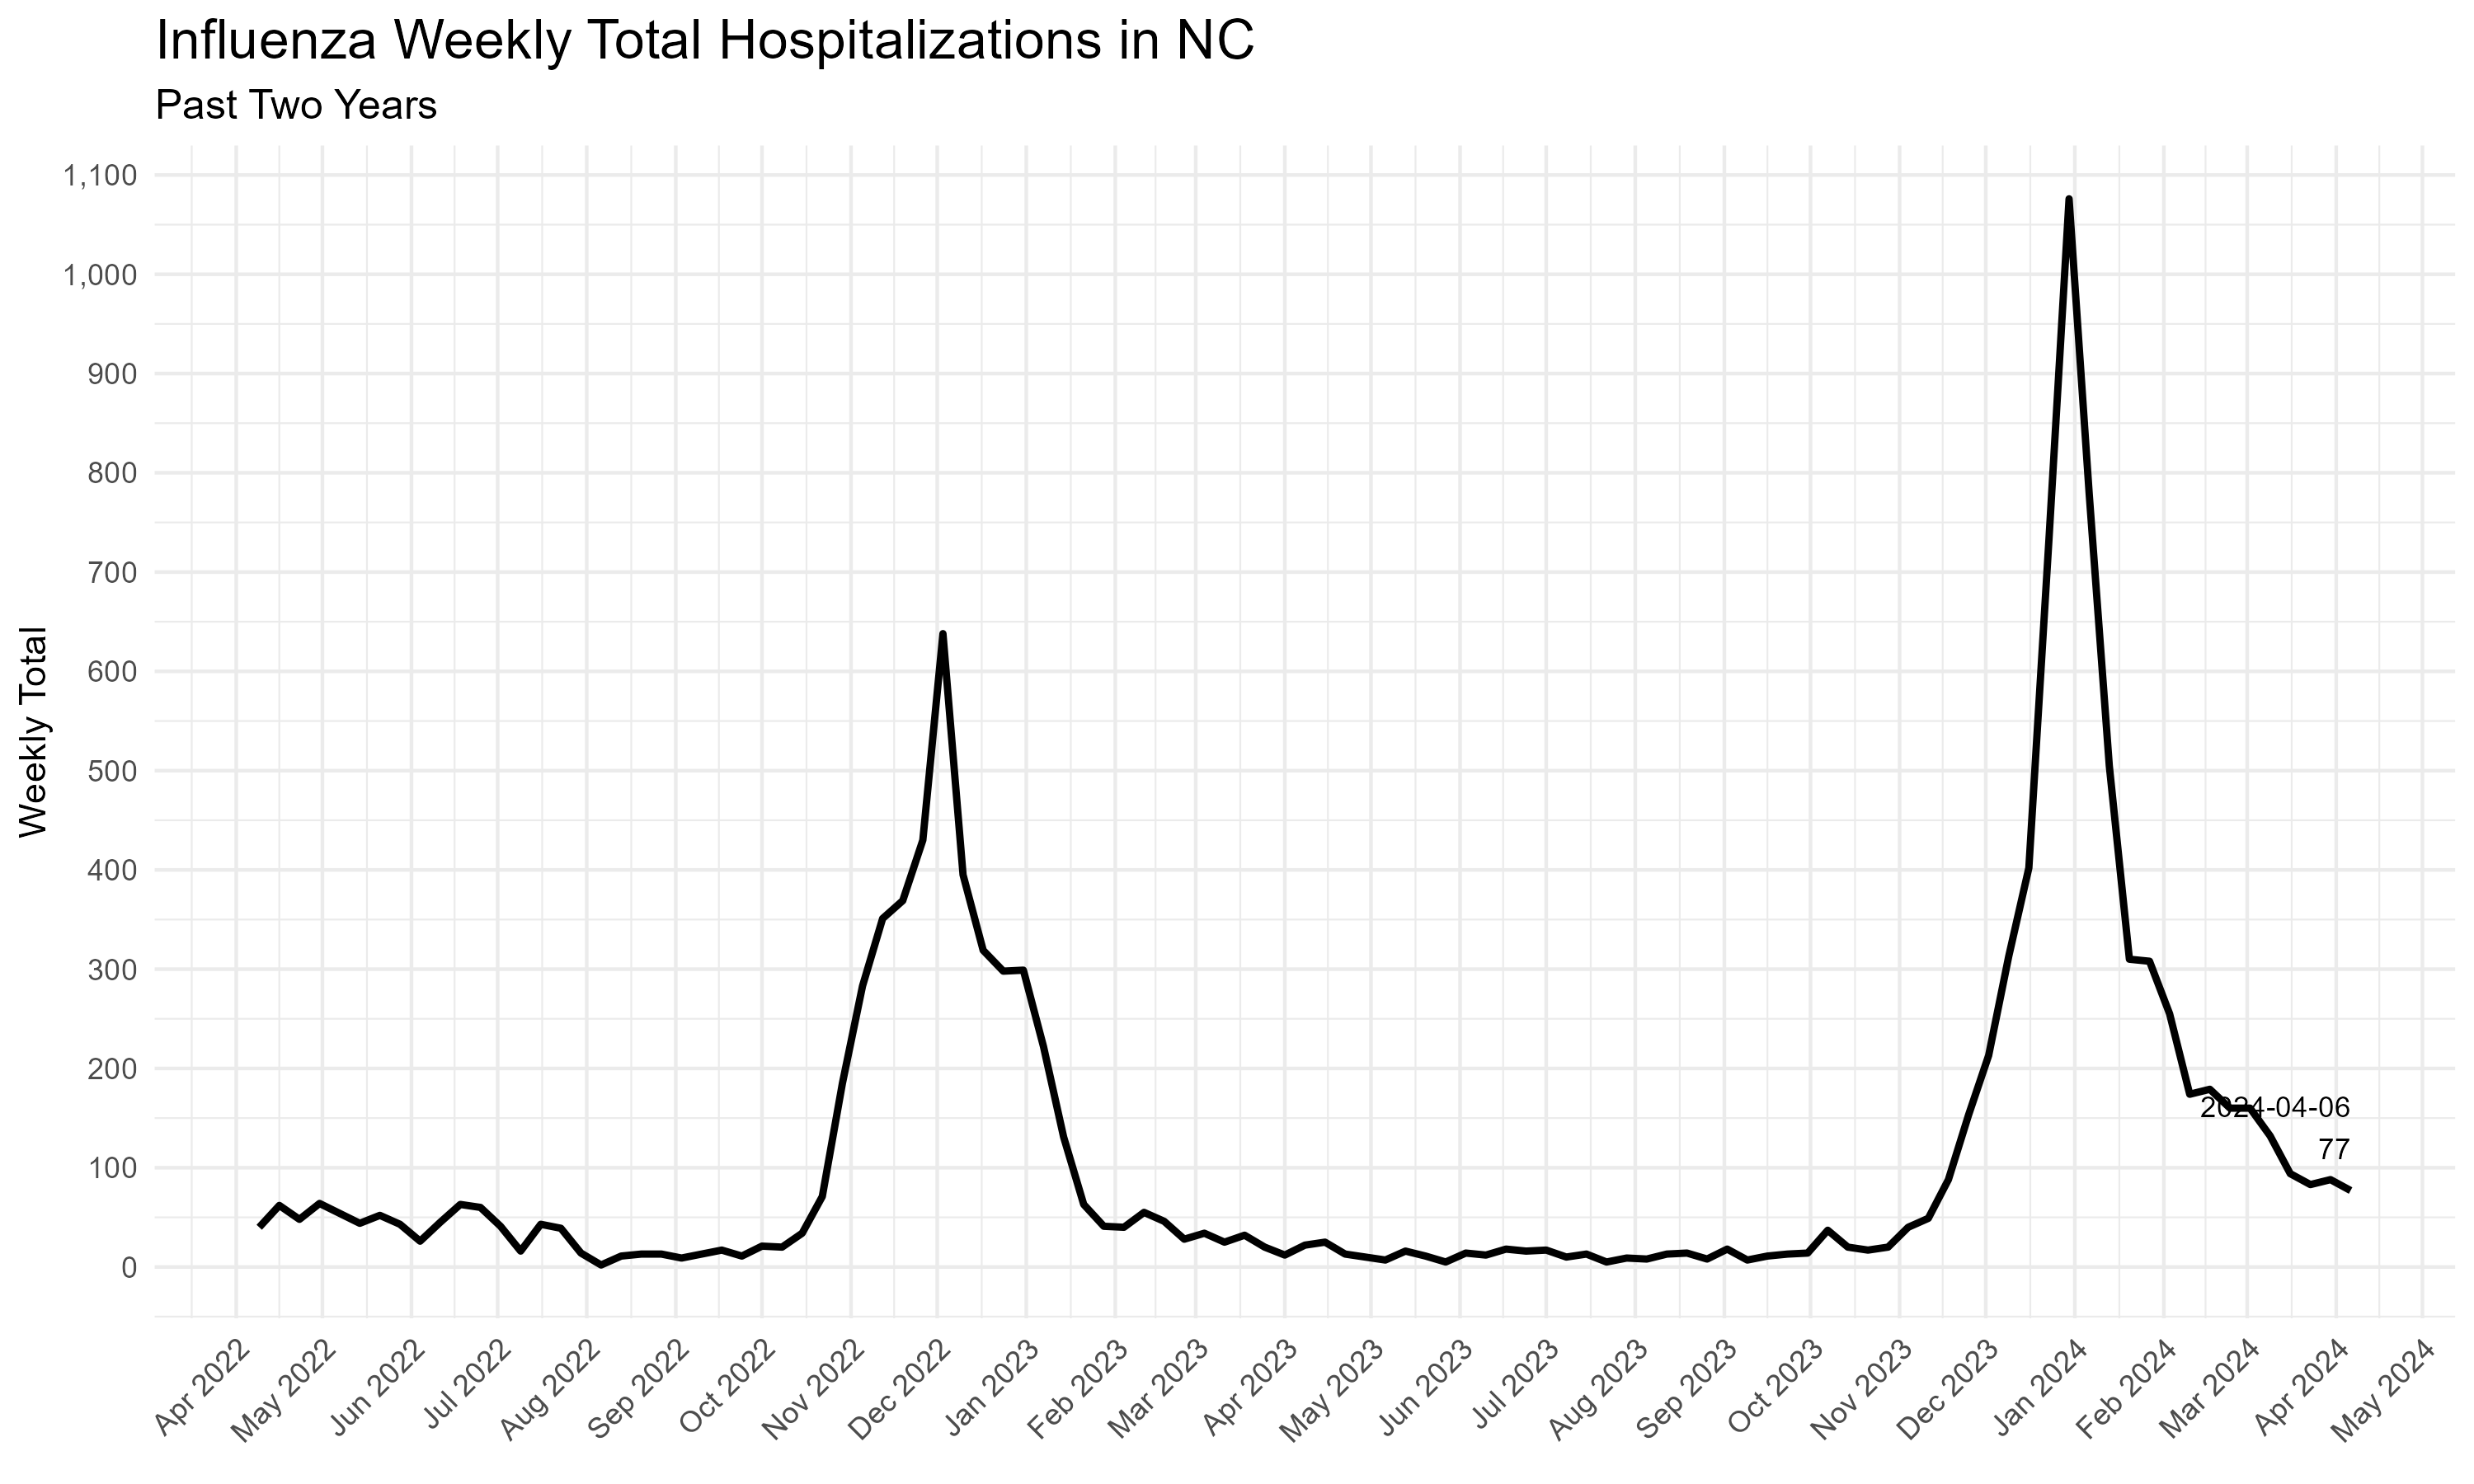 Influenza Weekly Total Hospitalizations in NC
Past Two Years
1,100
1,000
900
800
700
600
500
400
300
200
100
0
Weekly Total
2024-04-06
77
Apr 2022
May 2022
Jun 2022
Jul 2022
Aug 2022
Sep 2022
Oct 2022
Nov 2022
Dec 2022
Jan 2023
Feb 2023
Mar 2023
Apr 2023
May 2023
Jun 2023
Jul 2023
Aug 2023
Sep 2023
Oct 2023
Nov 2023
Dec 2023
Jan 2024
Feb 2024
Mar 2024
Apr 2024
May 2024